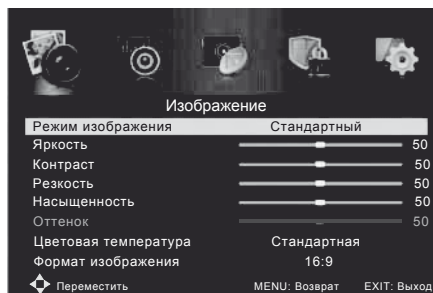 Изображение
Режим изображения Стандартный
Яркость 50
Контраст 50
Резкость 50
Насыщенность 50
Оттенок 50
Цветовая температура Стандартная
Формат изображения 16:9
Переместить MENU: Возврат EXIT: Выход